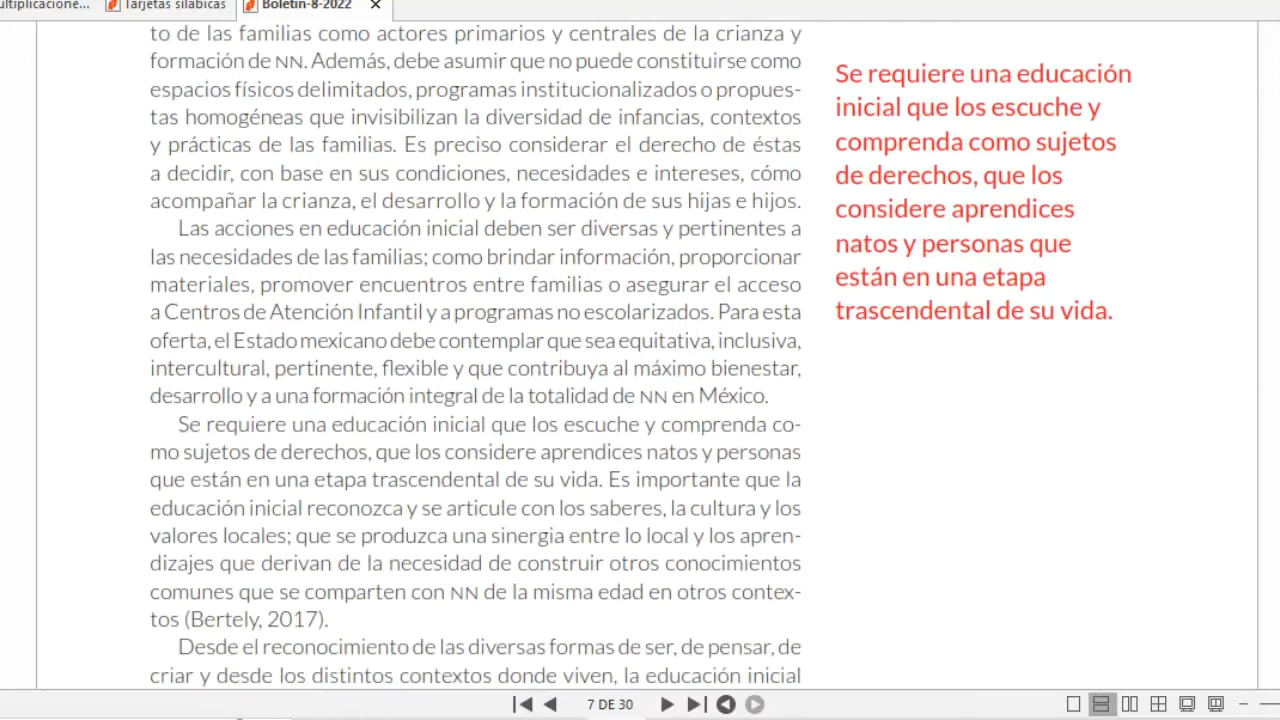 ultiplicacione...
Tarjetas silábicas
Boletin-8-2022
to de las familias como actores primarios y centrales de la crianza y
formación de NN. Además, debe asumir que no puede constituirse como
espacios físicos delimitados, programas institucionalizados o propues-
tas homogéneas que invisibilizan la diversidad de infancias, contextos
y prácticas de las familias. Es preciso considerar el derecho de éstas
a decidir, con base en sus condiciones, necesidades e intereses, cómo
acompañar la crianza, el desarrollo y la formación de sus hijas e hijos.
Las acciones en educación inicial deben ser diversas y pertinentes a
las necesidades de las familias; como brindar información, proporcionar
materiales, promover encuentros entre familias o asegurar el acceso
a Centros de Atención Infantil y a programas no escolarizados. Para esta
oferta, el Estado mexicano debe contemplar que sea equitativa, inclusiva,
intercultural, pertinente, flexible y que contribuya al máximo bienestar,
desarrollo y a una formación integral de la totalidad de NN en México.
Se requiere una educación inicial que los escuche y comprenda co-
mo sujetos de derechos, que los considere aprendices natos y personas
que están en una etapa trascendental de su vida. Es importante que la
educación inicial reconozca y se articule con los saberes, la cultura y los
valores locales; que se produzca una sinergia entre lo local y los apren-
dizajes que derivan de la necesidad de construir otros conocimientos
comunes que se comparten con NN de la misma edad en otros contex-
tos (Bertely, 2017).
Desde el reconocimiento de las diversas formas de ser, de pensar, de
criar y desde los distintos contextos donde viven, la educación inicial
Se requiere una educación
inicial que los escuche y
comprenda como sujetos
de derechos, que los
considere aprendices
natos y personas que
están en una etapa
trascendental de su vida.
7 DE 30